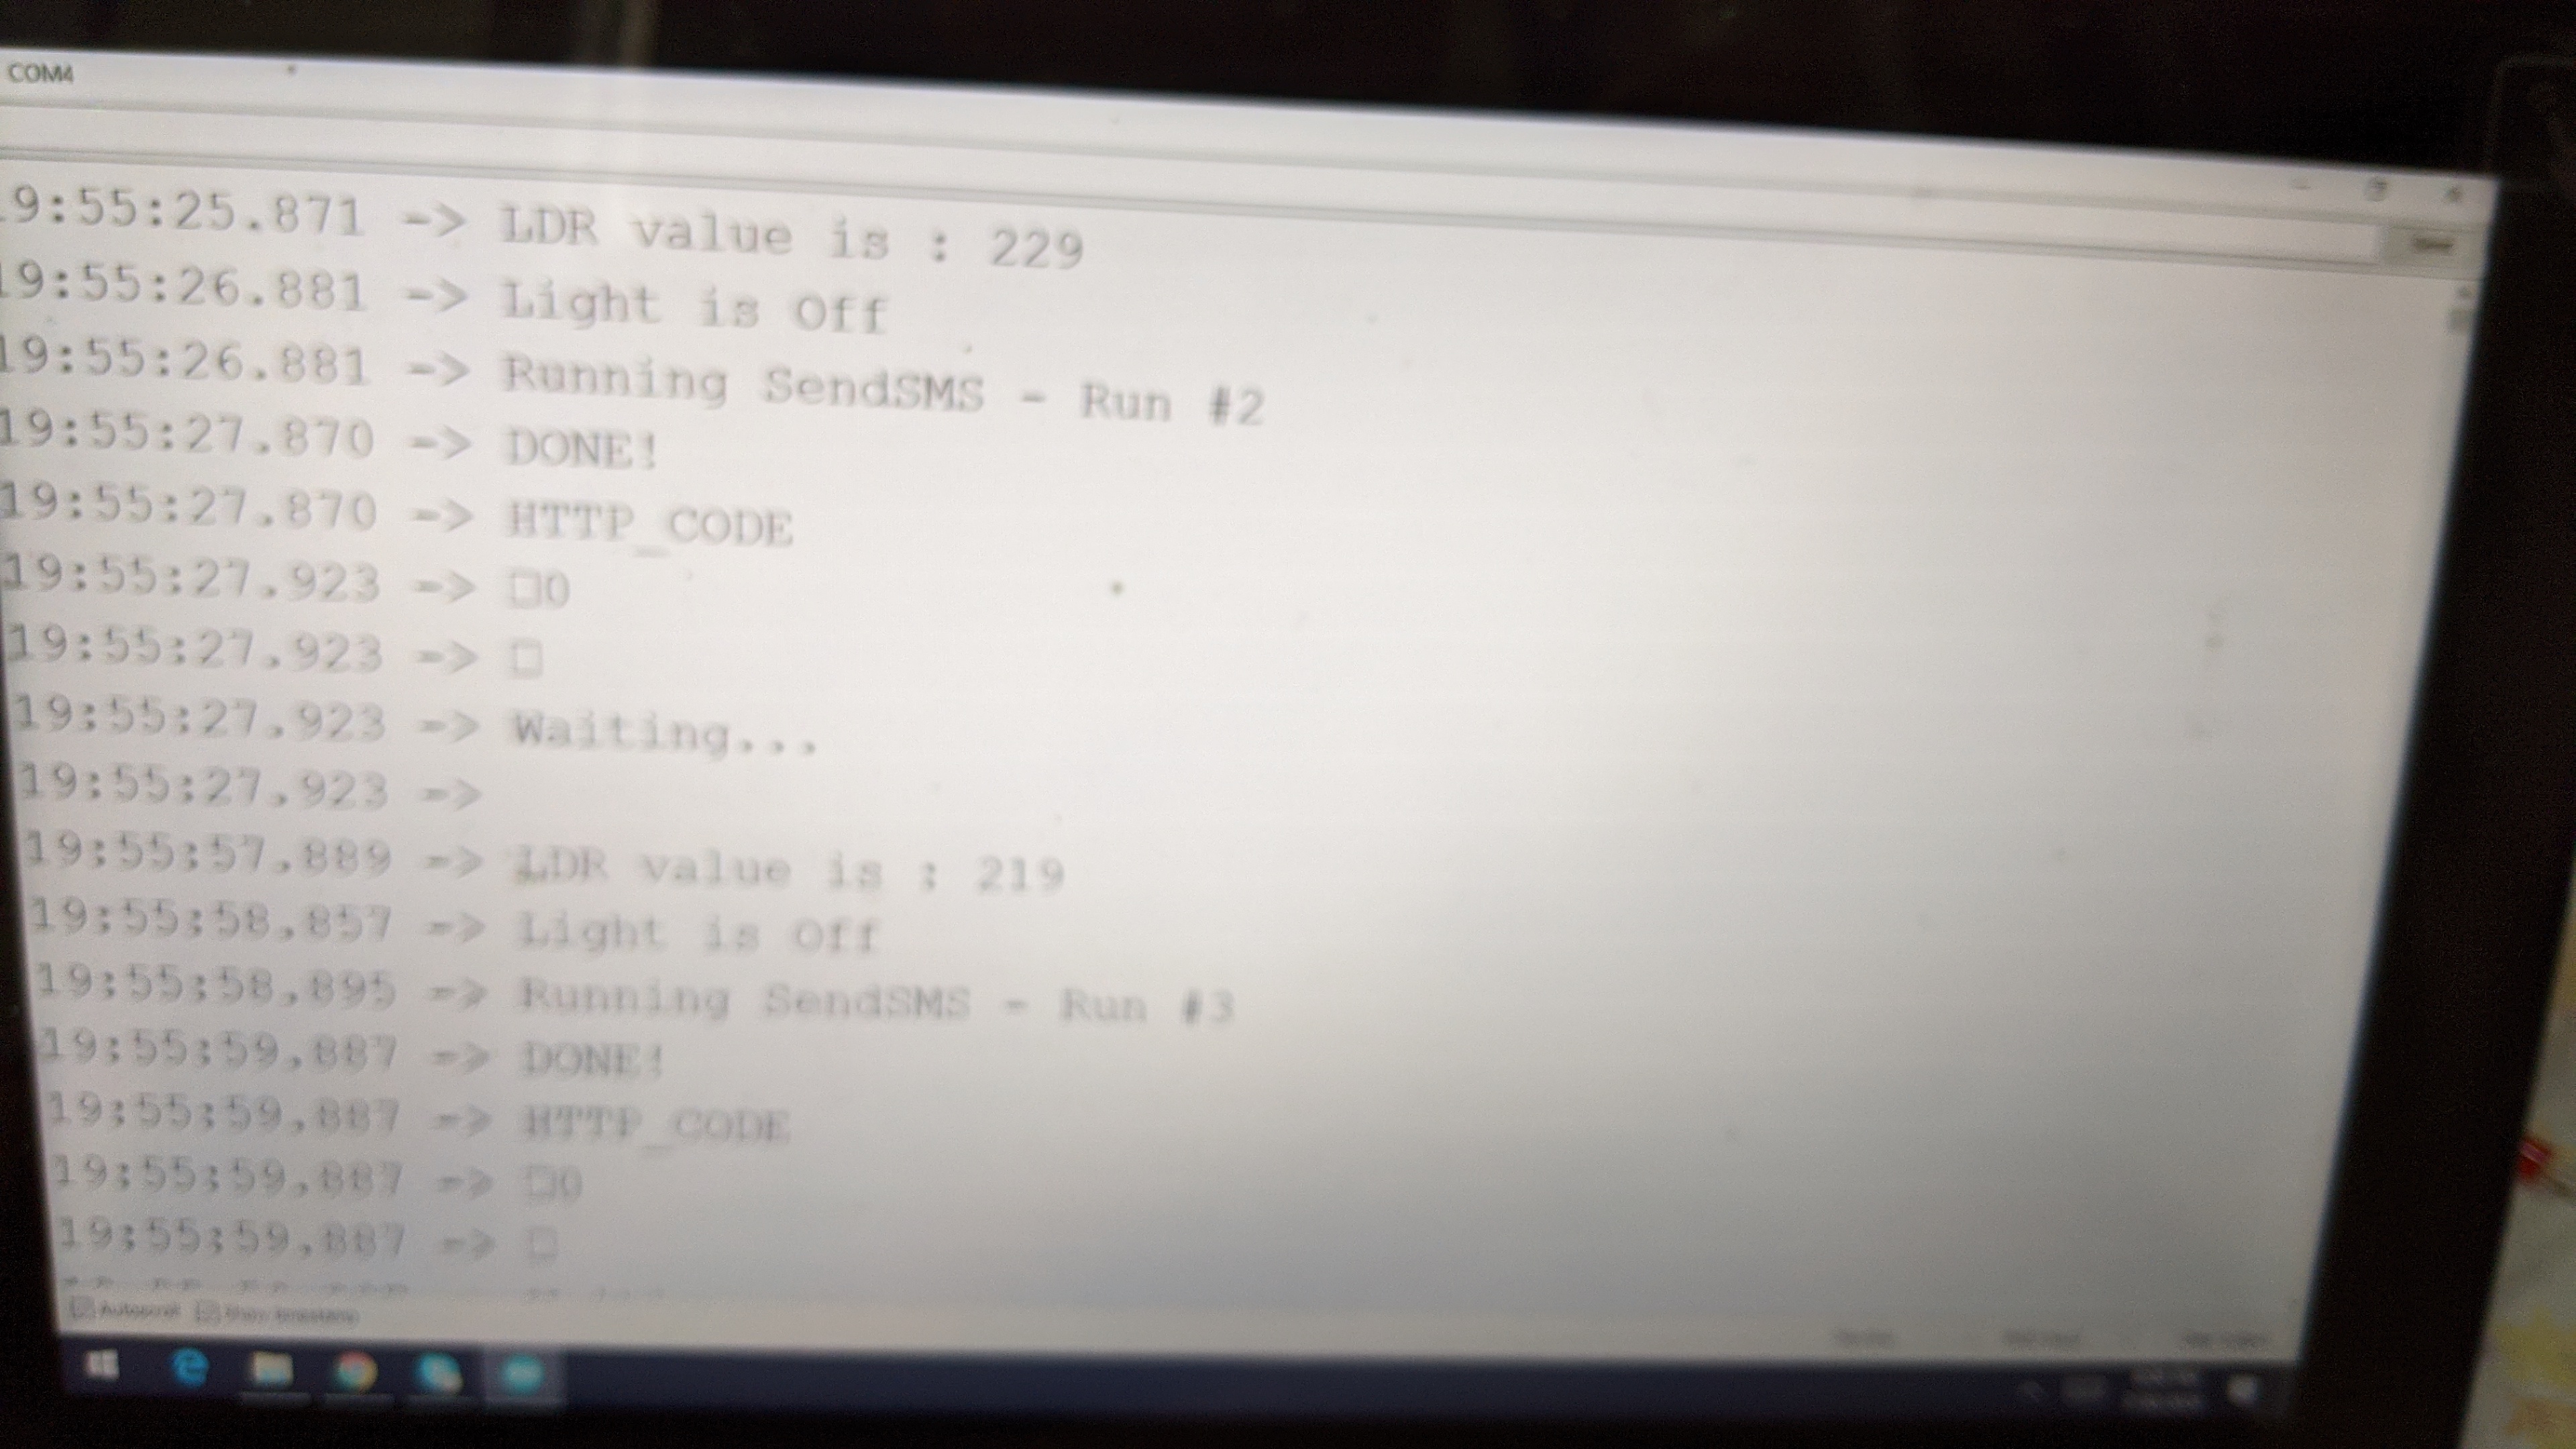 COM4
19:55:25.871 -> LDR value is : 229
19:55:26.881 -> Light is Off
19:55:26.881 -> Running SendSMS - Run #2
19:55:27.870 -> DONE!
19:55:27.870 -> HTTP_CODE
19:55:27.923 -> □0
19:55:27.923 -> □
19:55:27.923 -> Waiting...
19:55:27.923 ->
19:55:57.889 -> LDR value is : 219
19:55:58.857 -> Light is Off
19:55:58.895 -> Running SendSMS - Run #3
19:55:59.887 -> DONE!
19:55:59.887 -> HTTP_CODE
19:55:59.887 -> □0
19:55:59.887 -> □
Autoscroll Show timestamp